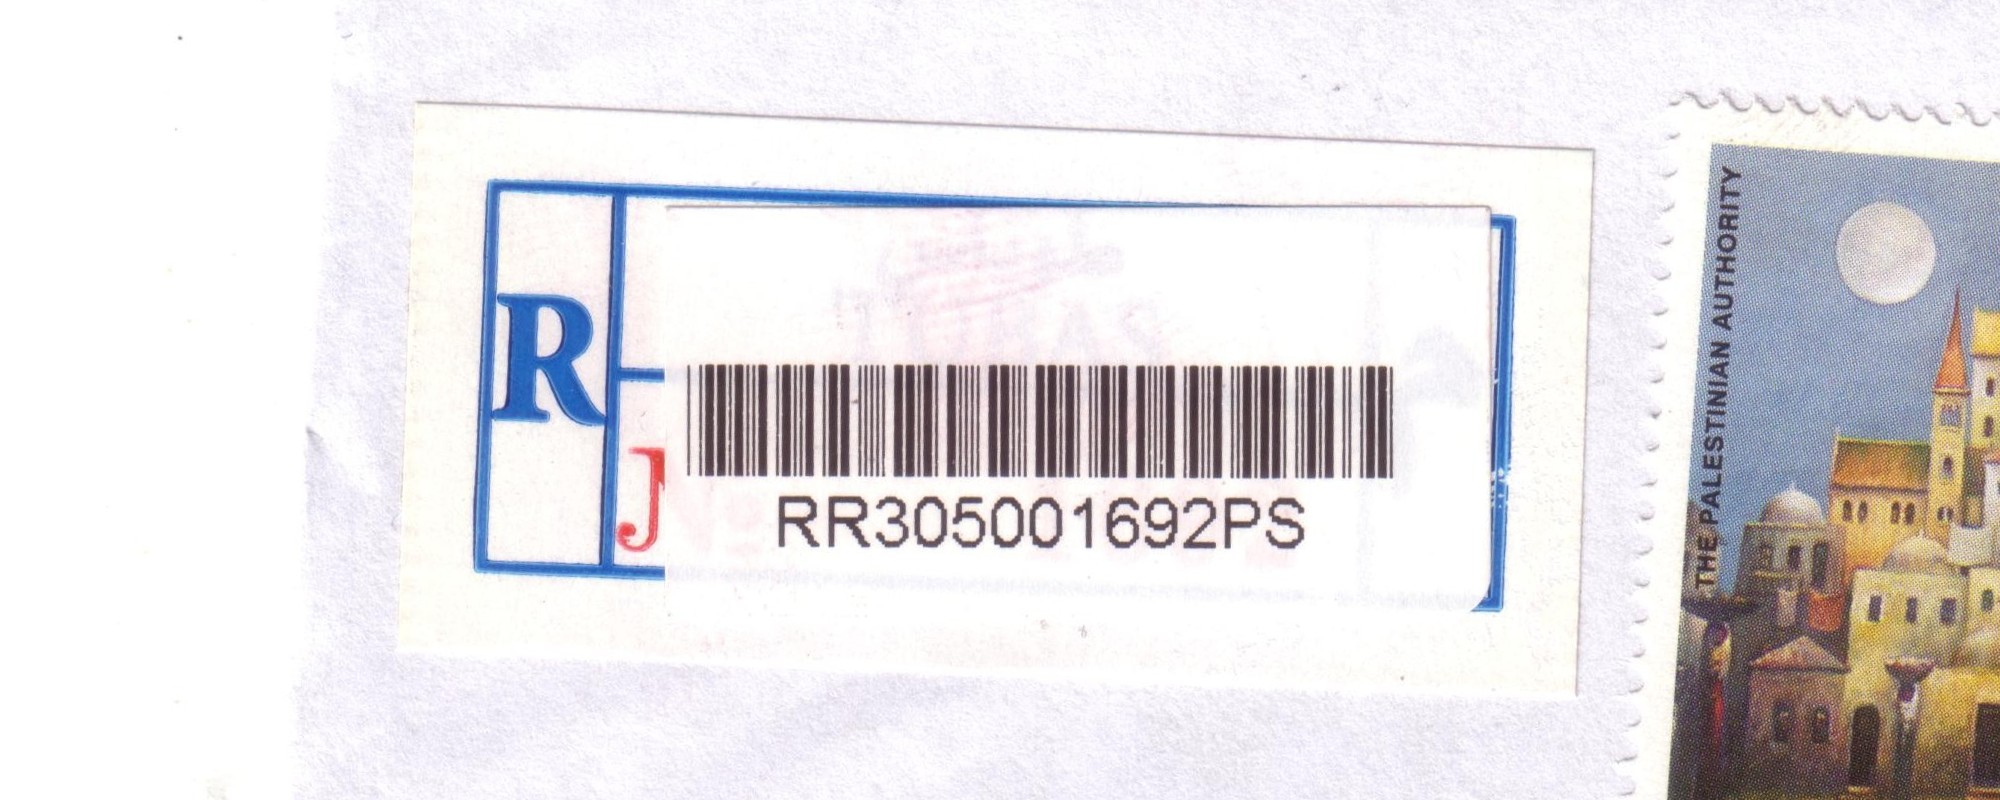 R
J
RR305001692PS
THE PALESTINIAN AUTHORITY